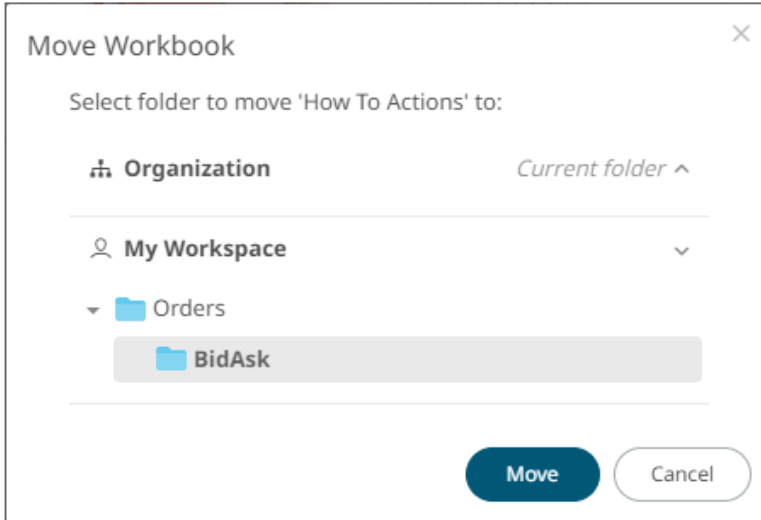 Move Workbook
Select folder to move 'How To Actions' to:
Organization Current folder
My Workspace
Orders
BidAsk
Move Cancel